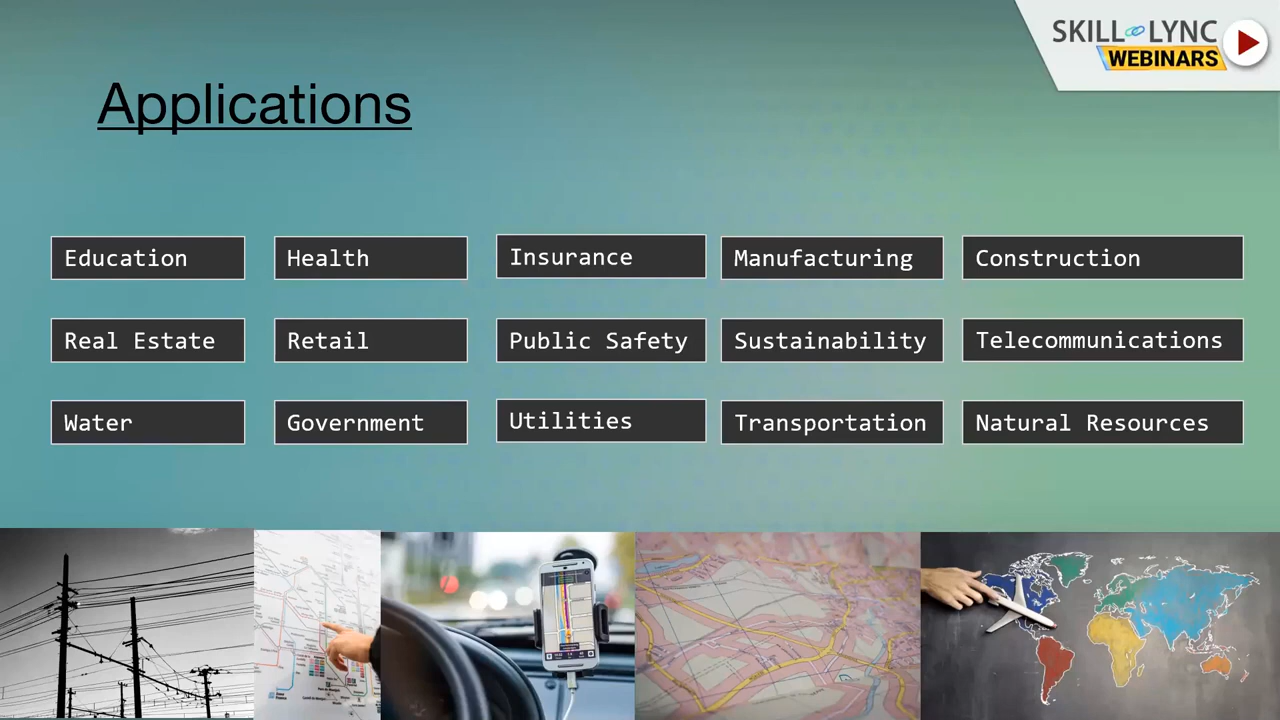 SKILL LYNC
WEBINARS
Applications
Education
Health
Insurance
Manufacturing
Construction
Real Estate
Retail
Public Safety
Sustainability
Telecommunications
Water
Government
Utilities
Transportation
Natural Resources